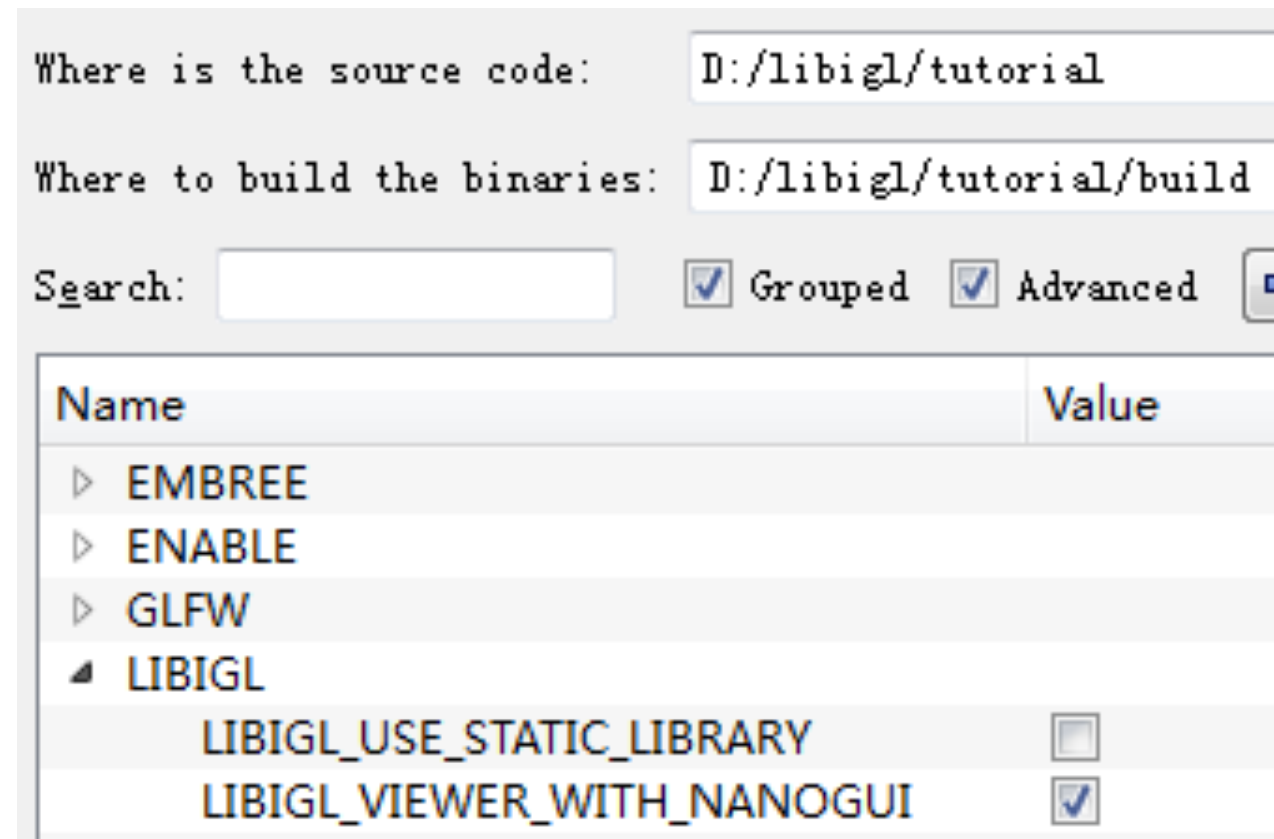 Where is the source code: D:/libigl/tutorial
Where to build the binaries: D:/libigl/tutorial/build
Search: Grouped Advanced
Name Value
EMBREE
ENABLE
GLFW
LIBIGL
LIBIGL_USE_STATIC_LIBRARY
LIBIGL_VIEWER_WITH_NANOGUI